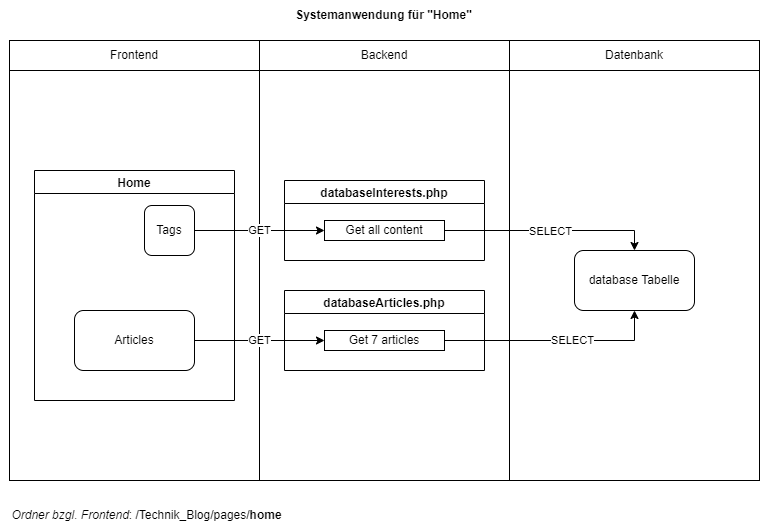 Systemanwendung für "Home"
Frontend
Backend
Datenbank
Home
Tags
GET
databaseInterests.php
Get all content
SELECT
database Tabelle
Articles
GET
databaseArticles.php
Get 7 articles
SELECT
Ordner bzgl. Frontend: /Technik_Blog/pages/home